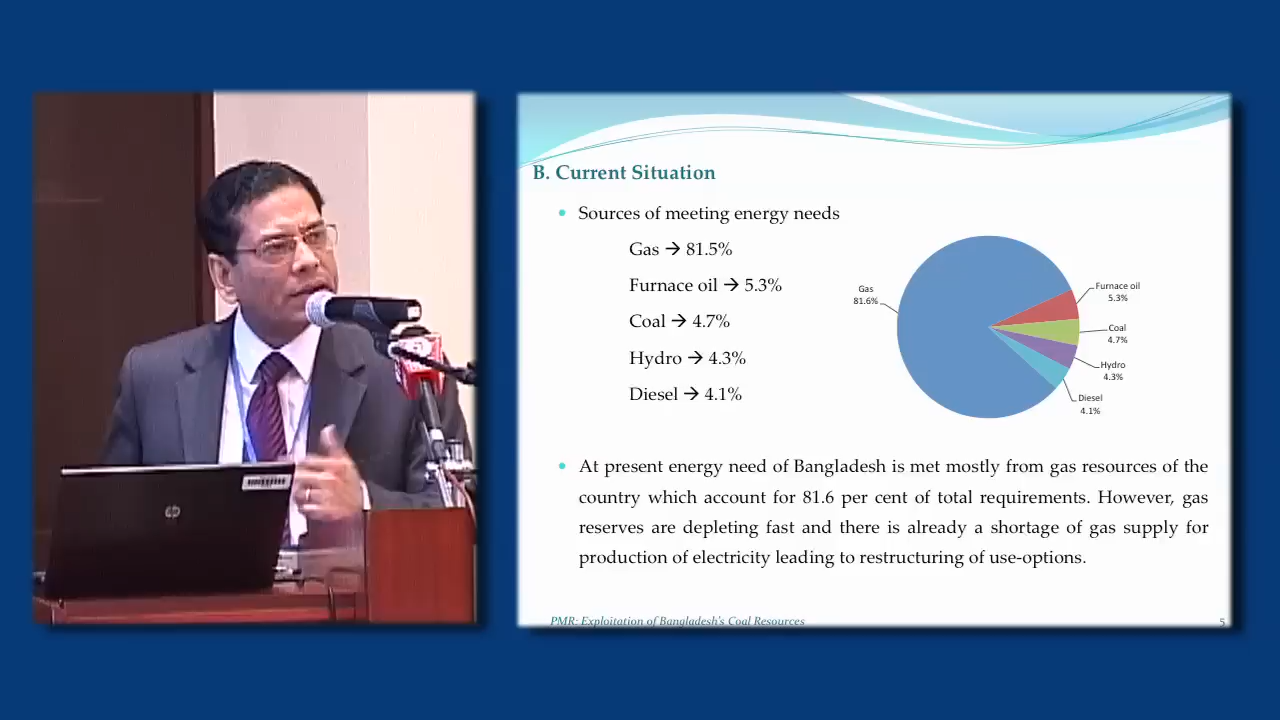 B. Current Situation
• Sources of meeting energy needs
Gas → 81.5%
Furnace oil → 5.3%
Coal → 4.7%
Hydro → 4.3%
Diesel → 4.1%
Gas
81.6%
Furnace oil
5.3%
Coal
4.7%
Hydro
4.3%
Diesel
4.1%
• At present energy need of Bangladesh is met mostly from gas resources of the
country which account for 81.6 per cent of total requirements. However, gas
reserves are depleting fast and there is already a shortage of gas supply for
production of electricity leading to restructuring of use-options.
PMR: Exploitation of Bangladesh's Coal Resources
5
hp